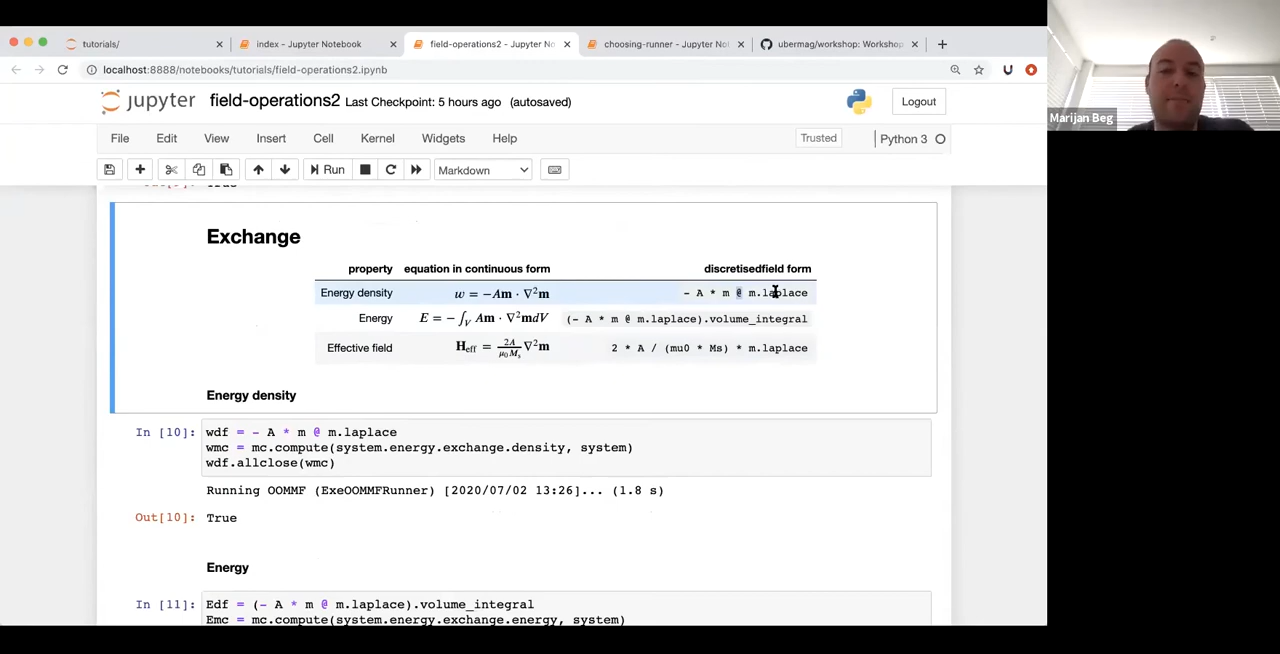 tutorials/ index - Jupyter Notebook field-operations2 - Jupyter No choosing-runner - Jupyter Not ubermag/workshop: Workshop
localhost:8888/notebooks/tutorials/field-operations2.ipynb
jupyter field-operations2 Last Checkpoint: 5 hours ago (autosaved) Logout
Marijan Beg
File Edit View Insert Cell Kernel Widgets Help Trusted Python 3
Run Markdown
Exchange
property equation in continuous form discretisedfield form
Energy density w = −Am · ∇²m - A * m @ m.laplace
Energy E = −∫V Am · ∇²mdV (- A * m @ m.laplace).volume_integral
Effective field Heff = 2A/μ0Ms ∇²m 2 * A / (mu0 * Ms) * m.laplace
Energy density
In [10]: wdf = - A * m @ m.laplace
wmc = mc.compute(system.energy.exchange.density, system)
wdf.allclose(wmc)
Running OOMMF (ExeOOMMFRunner) [2020/07/02 13:26]... (1.8 s)
Out[10]: True
Energy
In [11]: Edf = (- A * m @ m.laplace).volume_integral
Emc = mc.compute(system.energy.exchange.energy, system)